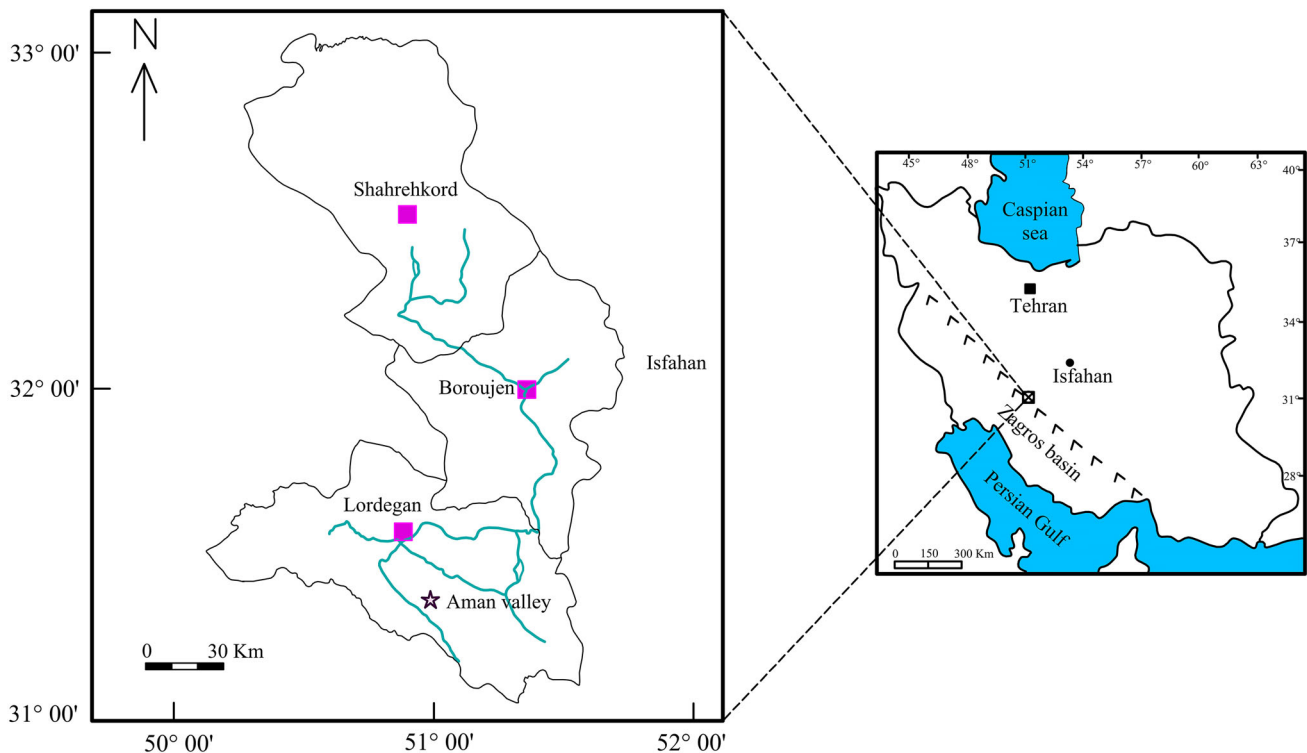 N
33° 00'
32° 00'
31° 00'
50° 00'
51° 00'
52° 00'
Shahrehkord
Boroujen
Isfahan
Lordegan
Aman valley
0 30 Km
45° 48° 51° 54° 57° 60° 63°
40°
37°
34°
31°
28°
Caspian
sea
Tehran
Isfahan
Zagros basin
Persian Gulf
0 150 300 Km